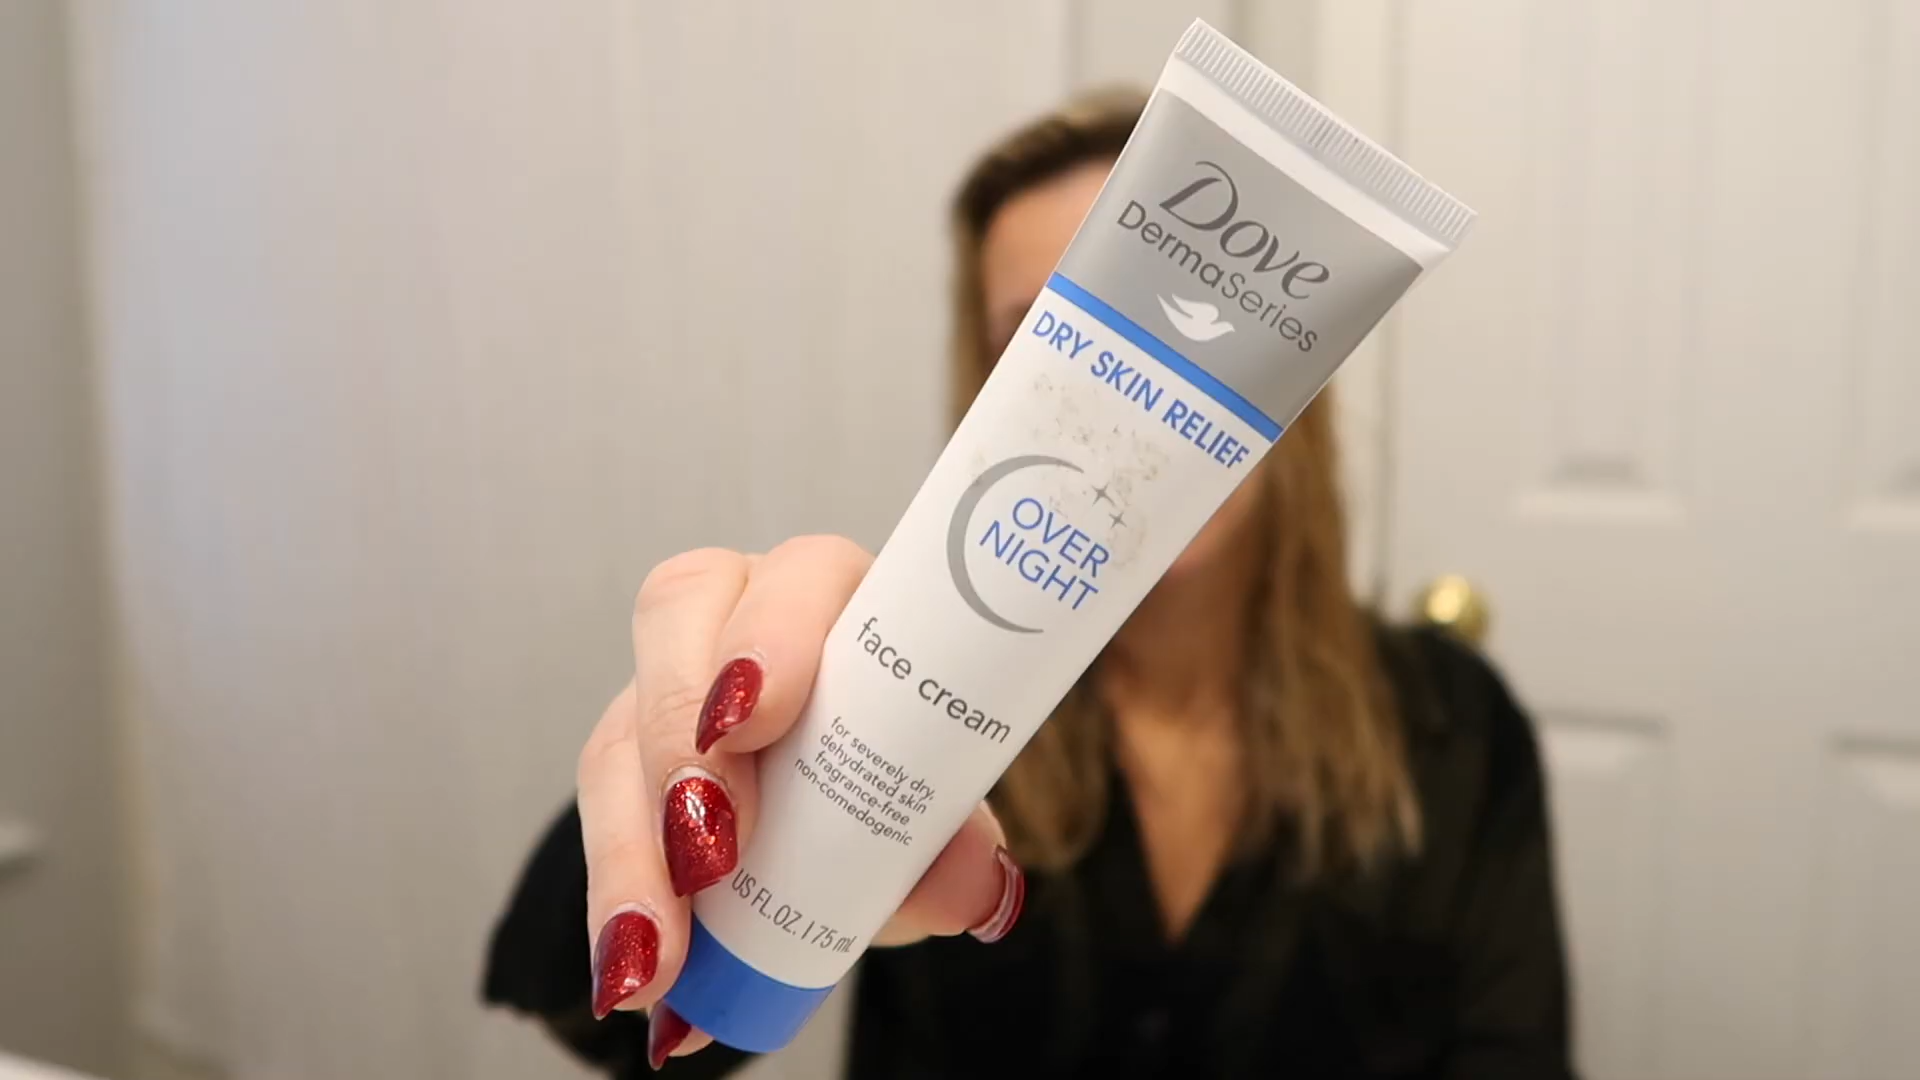 Dove
DermaSeries
DRY SKIN RELIEF
OVER
NIGHT
face cream
for severely dry,
dehydrated skin
fragrance-free
non-comedogenic
US FL.OZ. | 75 mL